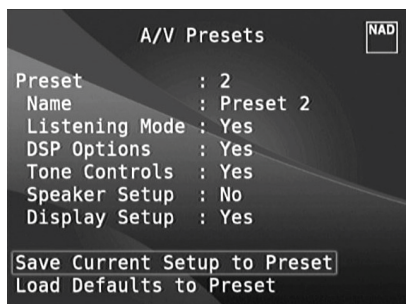 A/V Presets
NAD
Preset : 2
Name : Preset 2
Listening Mode : Yes
DSP Options : Yes
Tone Controls : Yes
Speaker Setup : No
Display Setup : Yes
Save Current Setup to Preset
Load Defaults to Preset